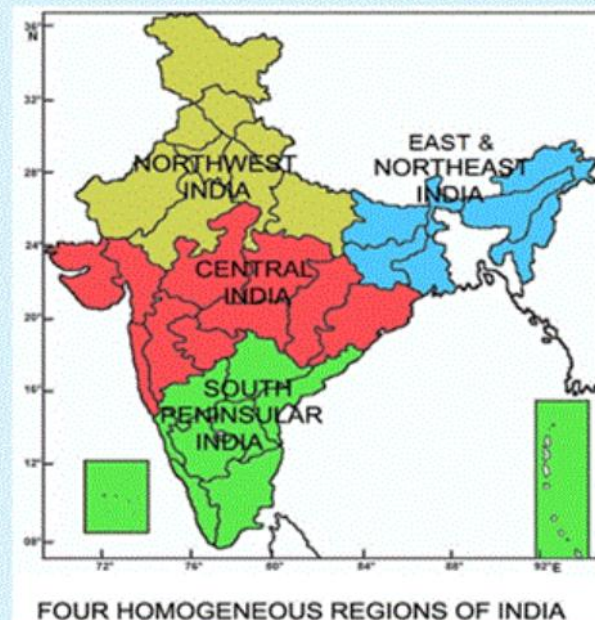 36°
N
32°
28°
24°
20°
16°
12°
08°
NORTHWEST
INDIA
EAST &
NORTHEAST
INDIA
CENTRAL
INDIA
SOUTH
PENINSULAR
INDIA
72°
76°
80°
84°
88°
92°E
FOUR HOMOGENEOUS REGIONS OF INDIA